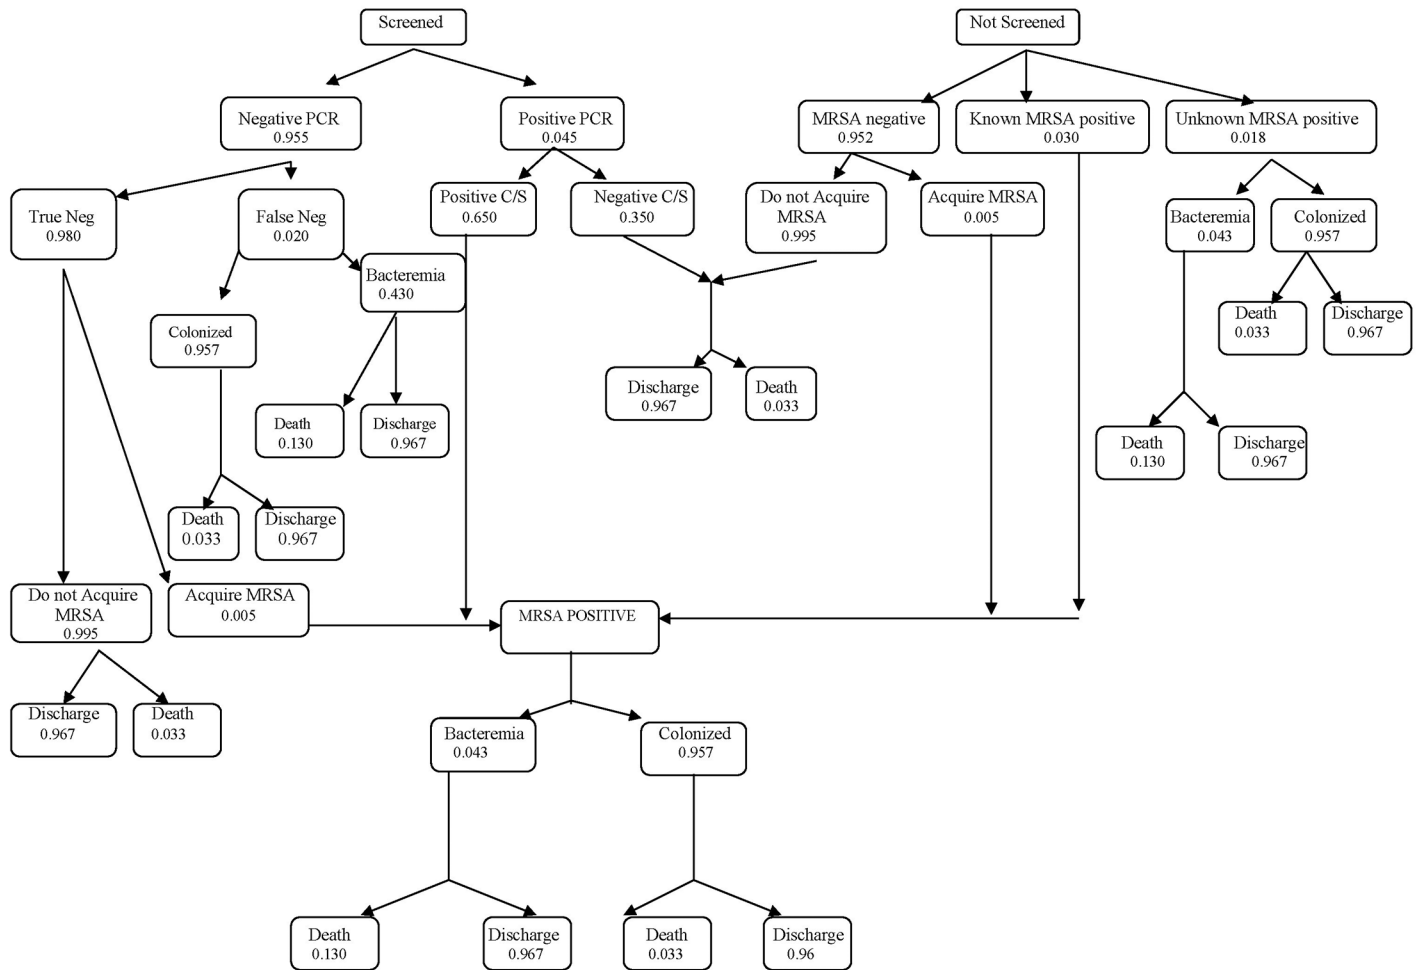 Screened
Not Screened
Negative PCR
0.955
Positive PCR
0.045
MRSA negative
0.952
Known MRSA positive
0.030
Unknown MRSA positive
0.018
True Neg
0.980
False Neg
0.020
Positive C/S
0.650
Negative C/S
0.350
Do not Acquire
MRSA
0.995
Acquire MRSA
0.005
Bacteremia
0.043
Colonized
0.957
Bacteremia
0.430
Colonized
0.957
Death
0.033
Discharge
0.967
Discharge
0.967
Death
0.033
Death
0.130
Discharge
0.967
Death
0.130
Discharge
0.967
Death
0.033
Discharge
0.967
Do not Acquire
MRSA
0.995
Acquire MRSA
0.005
MRSA POSITIVE
Discharge
0.967
Death
0.033
Bacteremia
0.043
Colonized
0.957
Death
0.130
Discharge
0.967
Death
0.033
Discharge
0.96